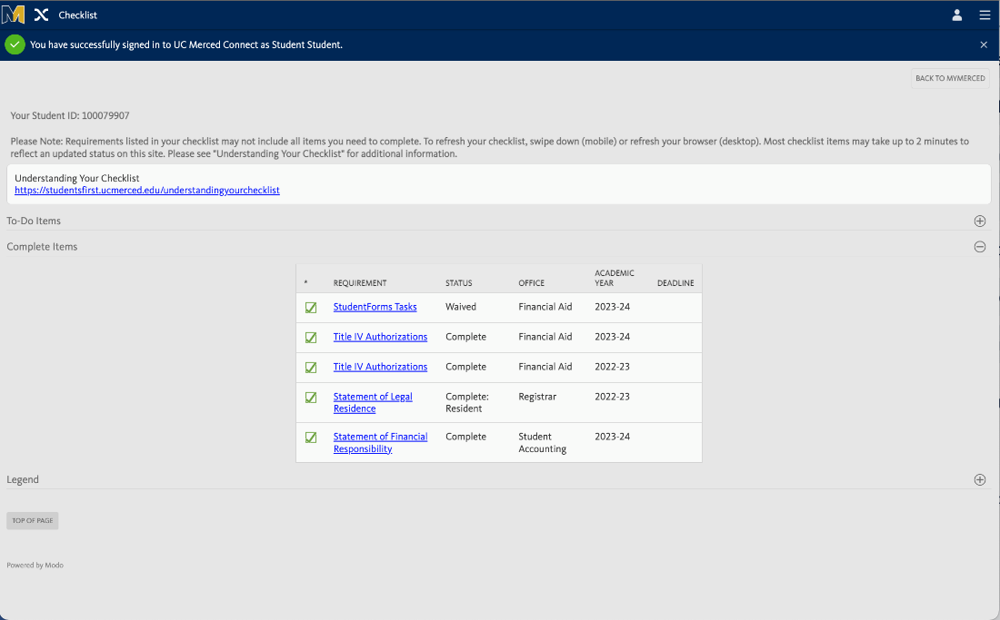 M Checklist
You have successfully signed in to UC Merced Connect as Student Student.
BACK TO MYMERCED
Your Student ID: 100079907
Please Note: Requirements listed in your checklist may not include all items you need to complete. To refresh your checklist, swipe down (mobile) or refresh your browser (desktop). Most checklist items may take up to 2 minutes to
reflect an updated status on this site. Please see "Understanding Your Checklist" for additional information.
Understanding Your Checklist
https://studentsfirst.ucmerced.edu/understandingyourchecklist
To-Do Items
Complete Items
* REQUIREMENT STATUS OFFICE ACADEMIC YEAR DEADLINE
StudentForms Tasks Waived Financial Aid 2023-24
Title IV Authorizations Complete Financial Aid 2023-24
Title IV Authorizations Complete Financial Aid 2022-23
Statement of Legal Residence Complete: Resident Registrar 2022-23
Statement of Financial Responsibility Complete Student Accounting 2023-24
Legend
TOP OF PAGE
Powered by Modo